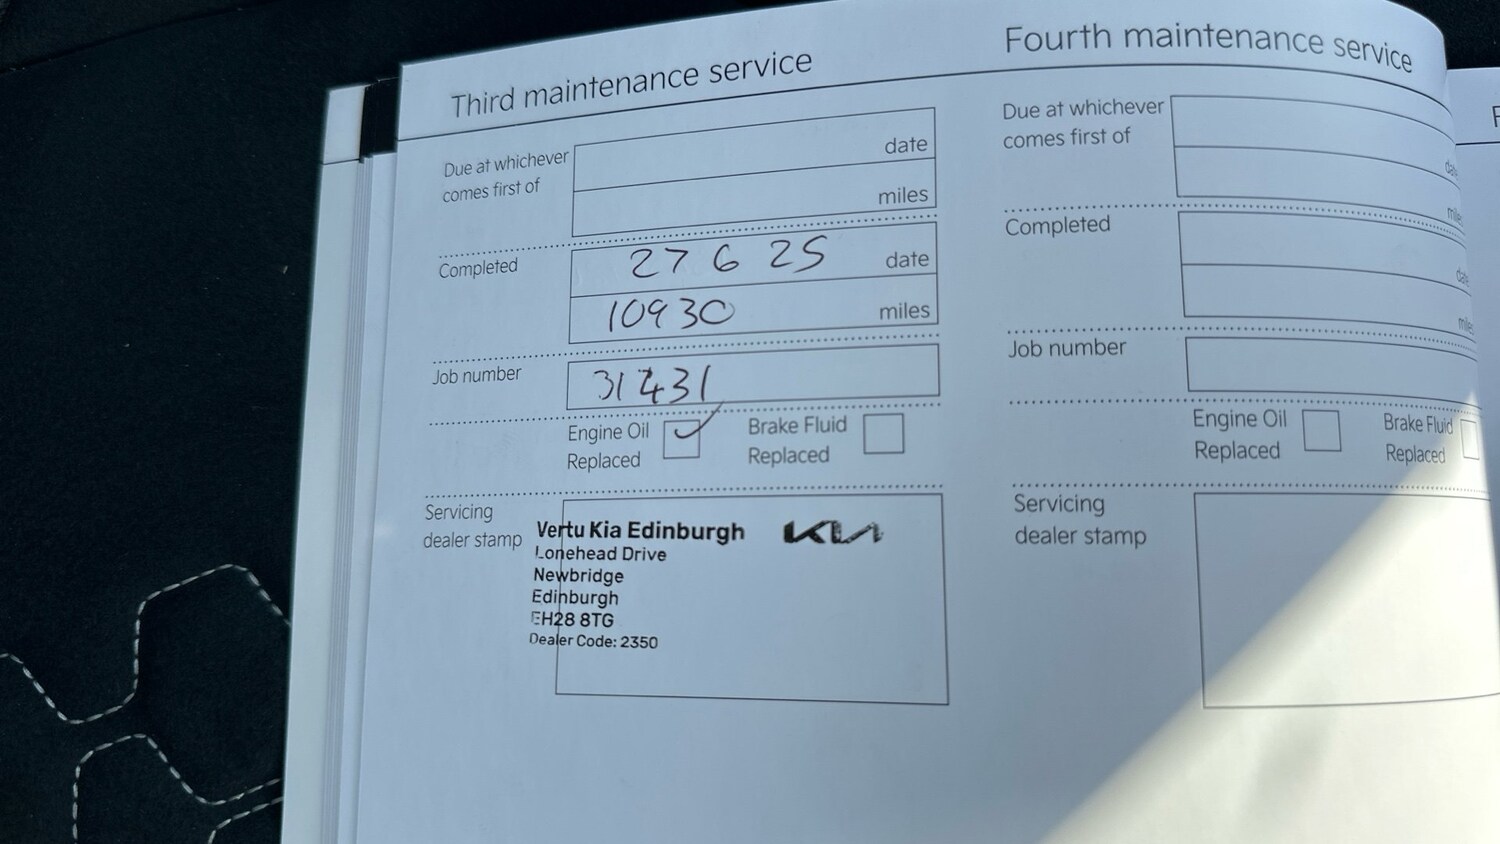 Third maintenance service
Due at whichever
comes first of
date
miles
Completed
27 6 25 date
10930 miles
Job number
31431
Engine Oil
Replaced
Brake Fluid
Replaced
Servicing
dealer stamp
Vertu Kia Edinburgh KIA
Lonehead Drive
Newbridge
Edinburgh
EH28 8TG
Dealer Code: 2350
Fourth maintenance service
Due at whichever
comes first of
Completed
Job number
Engine Oil
Replaced
Brake Fluid
Replaced
Servicing
dealer stamp